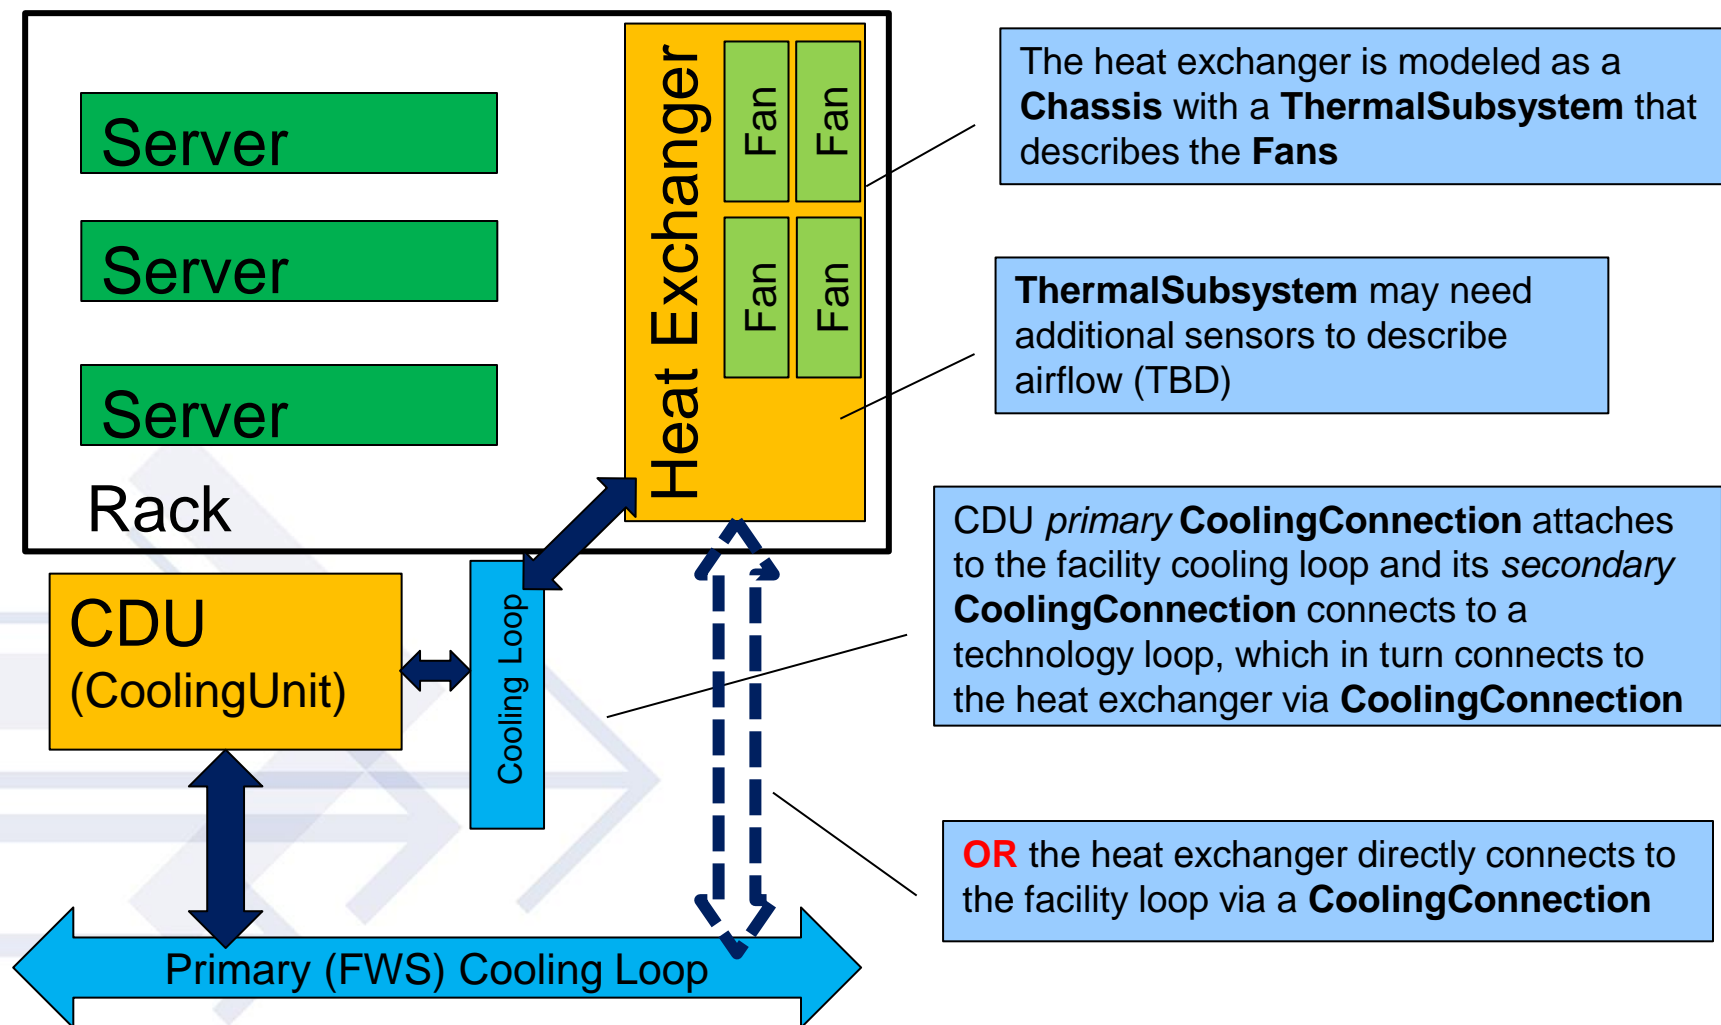 Server
Server
Server
Rack
Heat Exchanger
Fan
Fan
Fan
Fan
CDU
(CoolingUnit)
Cooling Loop
Primary (FWS) Cooling Loop
The heat exchanger is modeled as a
Chassis with a ThermalSubsystem that
describes the Fans
ThermalSubsystem may need
additional sensors to describe
airflow (TBD)
CDU primary CoolingConnection attaches
to the facility cooling loop and its secondary
CoolingConnection connects to a
technology loop, which in turn connects to
the heat exchanger via CoolingConnection
OR the heat exchanger directly connects to
the facility loop via a CoolingConnection